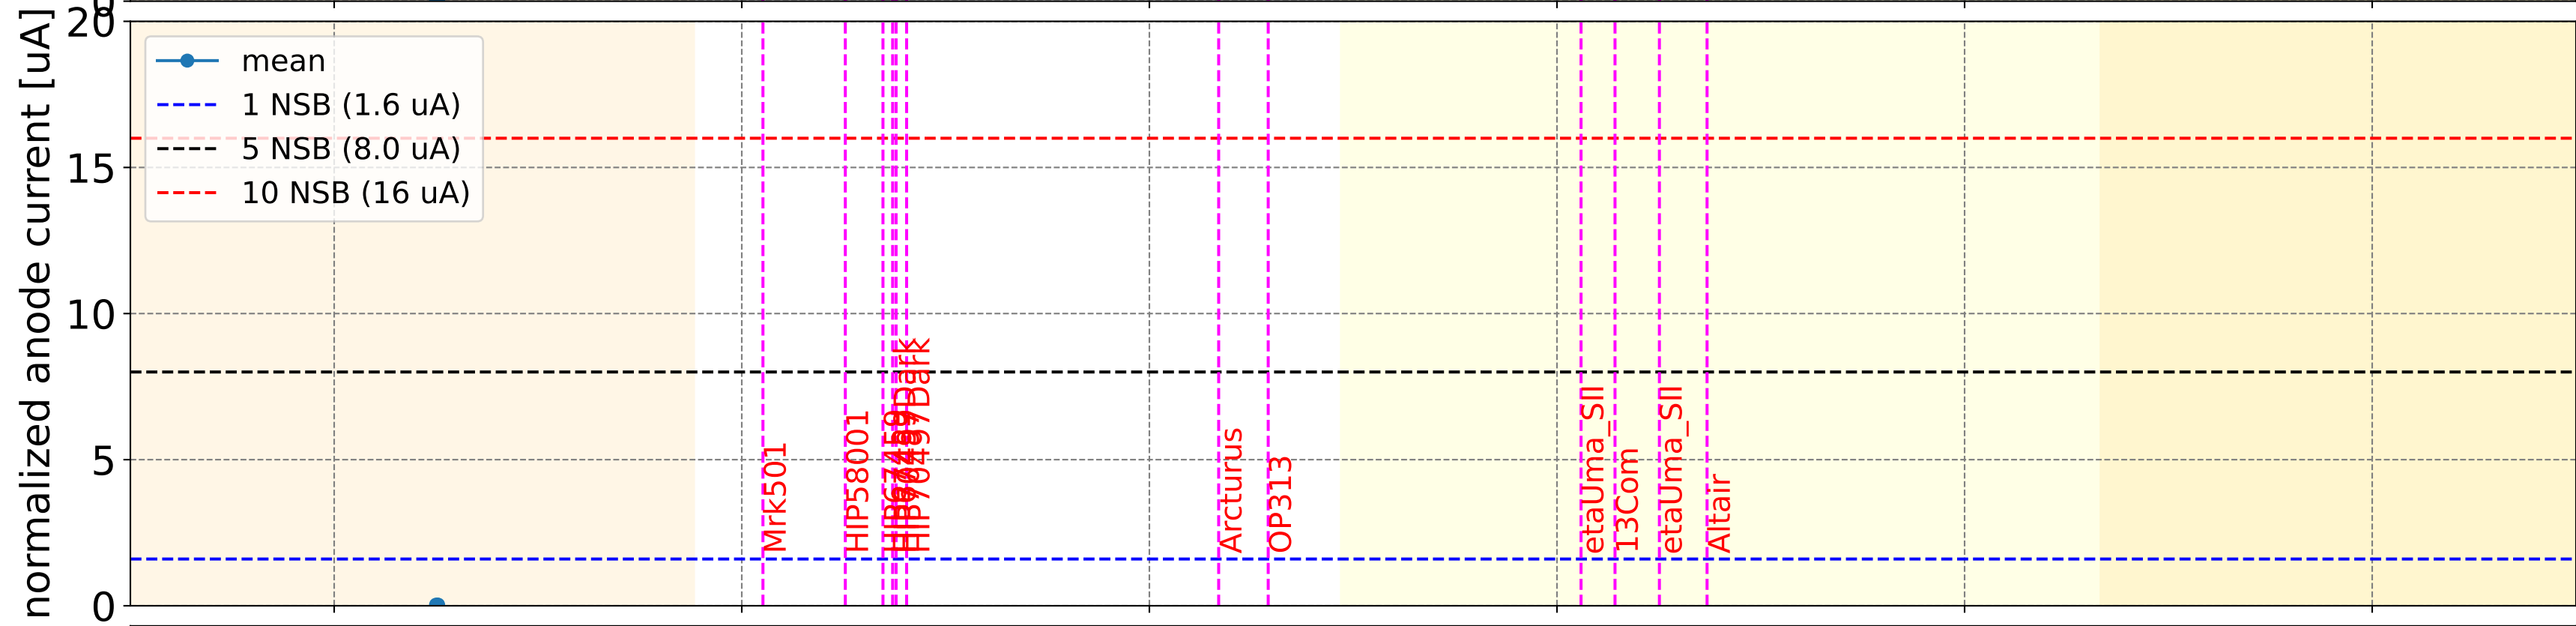 normalized anode current [uA]
20
15
10
5
0
mean
1 NSB (1.6 uA)
5 NSB (8.0 uA)
10 NSB (16 uA)
Mrk501
HIP58001
Arcturus
OP313
etaUma_SII
13Com
etaUma_SII
Altair